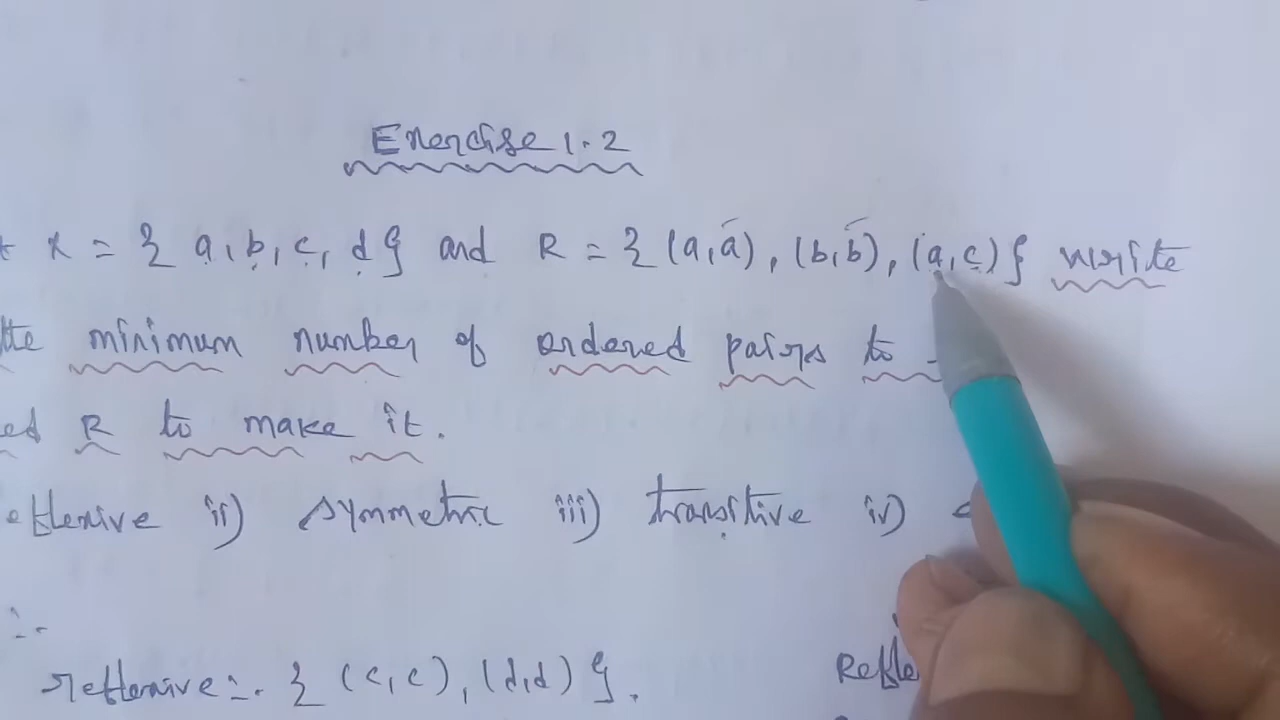 Exercise 1.2
X = { a, b, c, d } and R = { (a, a), (b, b), (a, c) } write
the minimum number of ordered pairs to
R to make it.
ii) symmetric iii) transitive iv)
reflexive :- { (c, c), (d, d) }.